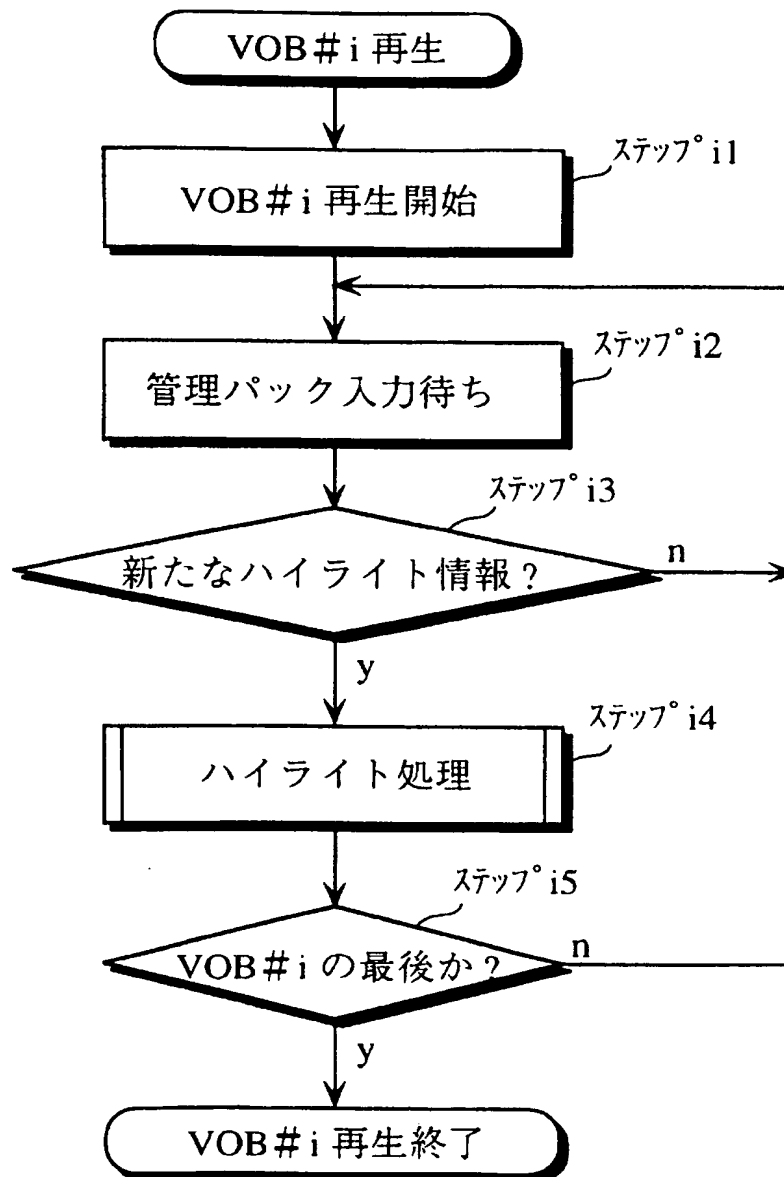 VOB#i 再生
ステップ i1
VOB#i 再生開始
ステップ i2
管理パック入力待ち
ステップ i3
新たなハイライト情報?
n
y
ステップ i4
ハイライト処理
ステップ i5
VOB#i の最後か?
n
y
VOB#i 再生終了